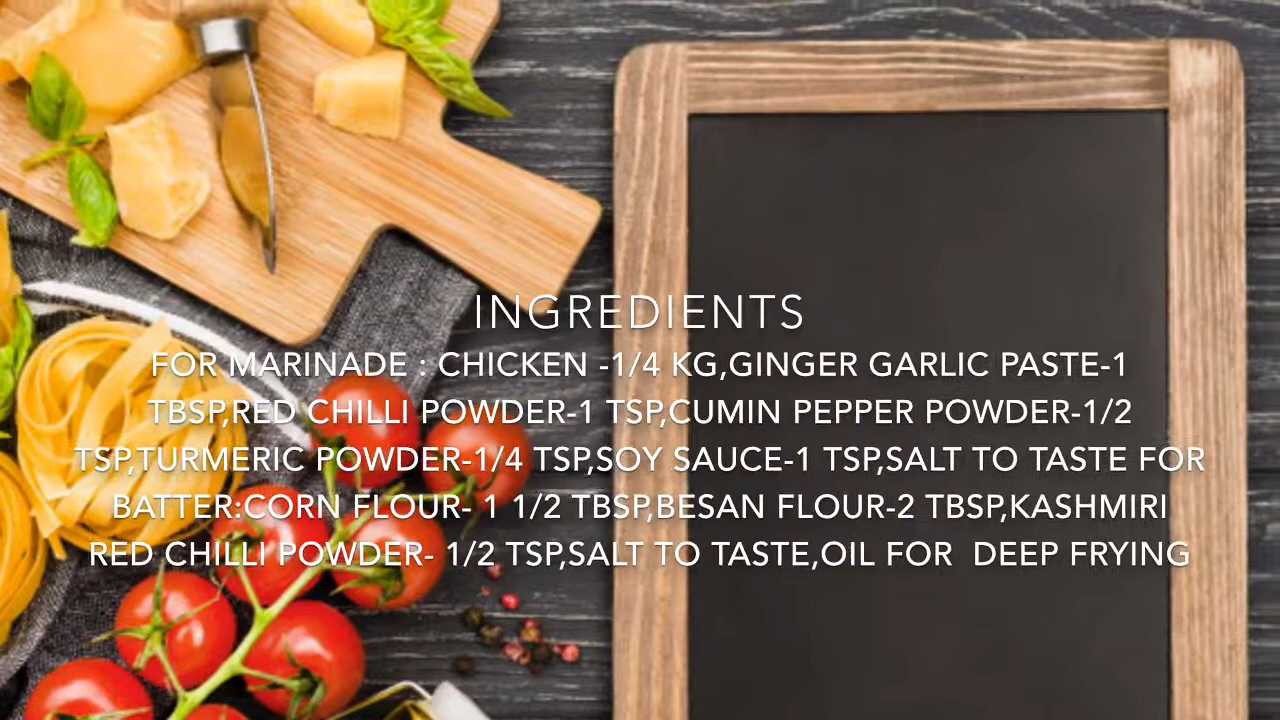 INGREDIENTS
FOR MARINADE : CHICKEN -1/4 KG,GINGER GARLIC PASTE-1
TBSP,RED CHILLI POWDER-1 TSP,CUMIN PEPPER POWDER-1/2
TSP,TURMERIC POWDER-1/4 TSP,SOY SAUCE-1 TSP,SALT TO TASTE FOR
BATTER:CORN FLOUR- 1 1/2 TBSP,BESAN FLOUR-2 TBSP,KASHMIRI
RED CHILLI POWDER- 1/2 TSP,SALT TO TASTE,OIL FOR  DEEP FRYING